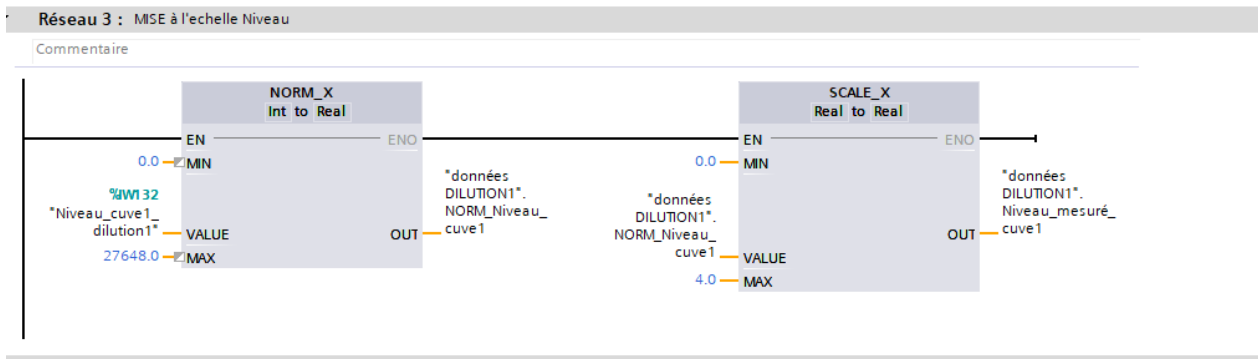 Réseau 3 : MISE à l'echelle Niveau
Commentaire
NORM_X
Int to Real
EN
ENO
0.0
MIN
%IW132
"Niveau_cuve1_
dilution1"
VALUE
27648.0
MAX
OUT
"données
DILUTION1".
NORM_Niveau_
cuve1
SCALE_X
Real to Real
EN
ENO
0.0
MIN
"données
DILUTION1".
NORM_Niveau_
cuve1
VALUE
4.0
MAX
OUT
"données
DILUTION1".
Niveau_mesuré_
cuve1